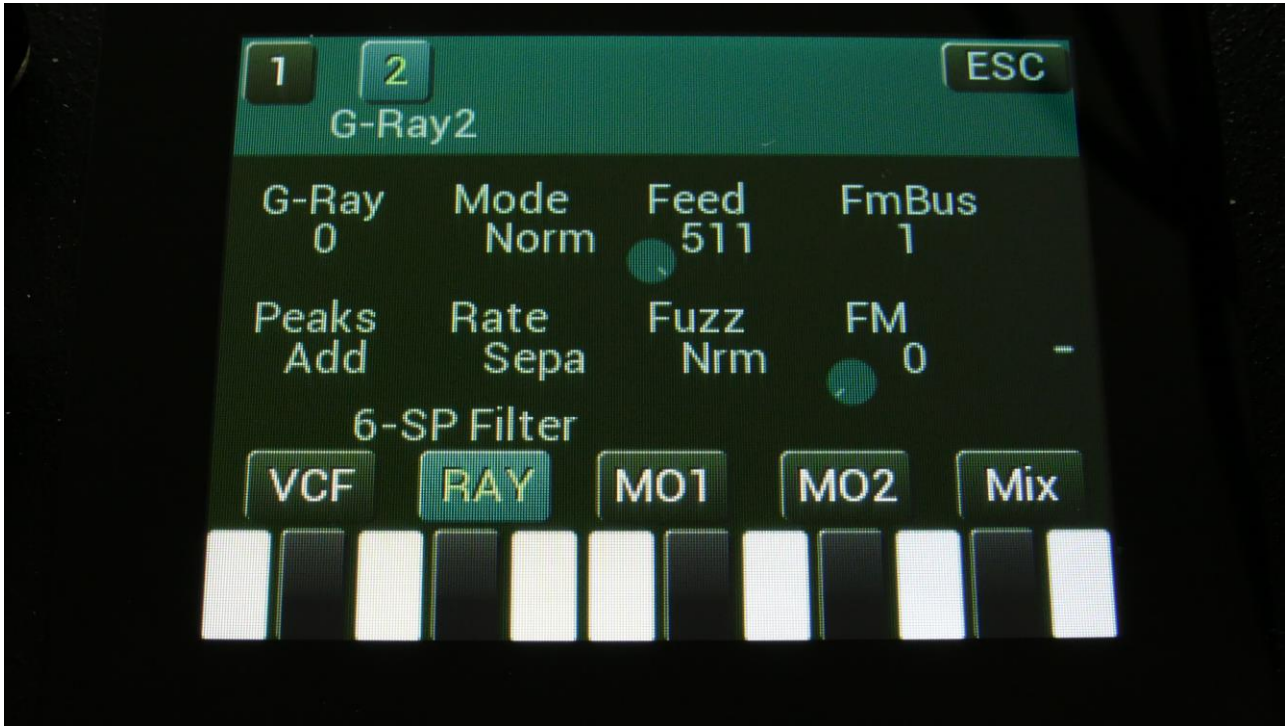 1 2 ESC
G-Ray2
G-Ray Mode Feed FmBus
0 Norm 511 1
Peaks Rate Fuzz FM
Add Sepa Nrm 0 -
6-SP Filter
VCF RAY MO1 MO2 Mix